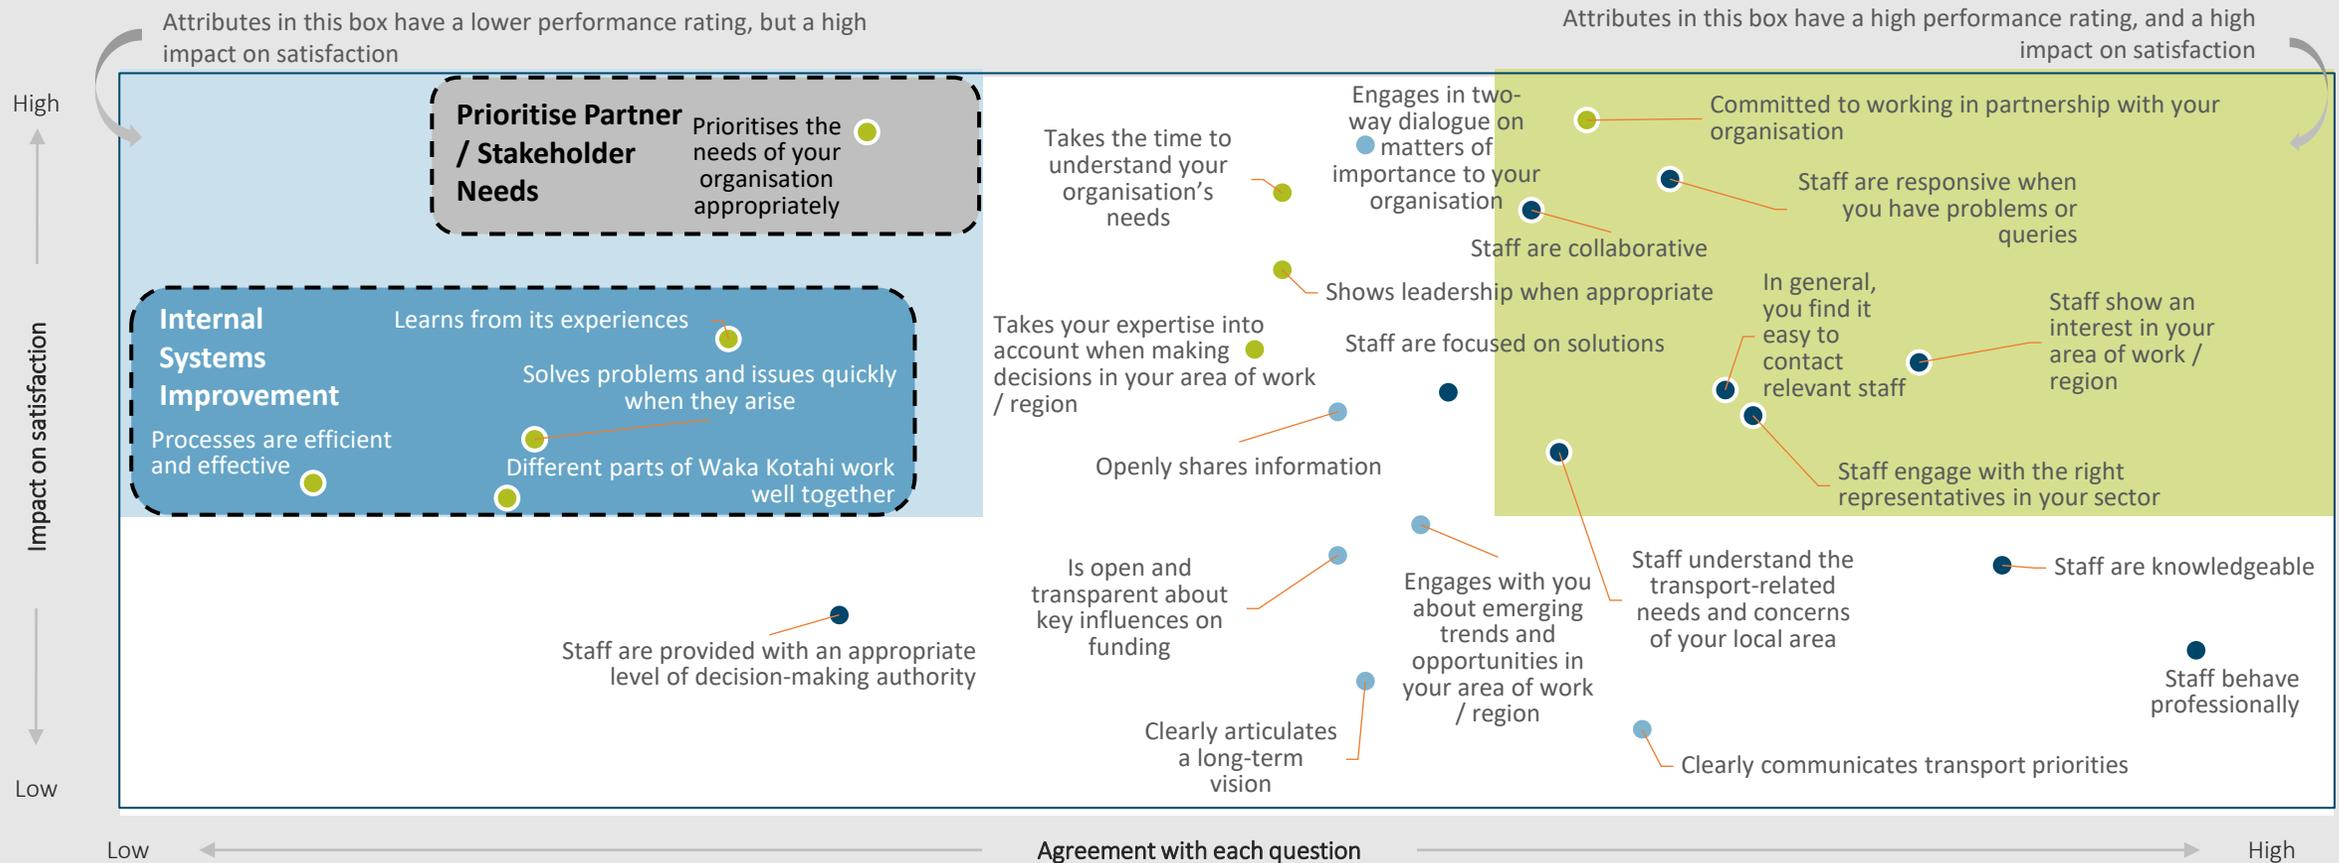 Attributes in this box have a lower performance rating, but a high
impact on satisfaction
Attributes in this box have a high performance rating, and a high
impact on satisfaction
High
Impact on satisfaction
Low
Prioritise Partner
/ Stakeholder
Needs
Prioritises the
needs of your
organisation
appropriately
Internal
Systems
Improvement
Learns from its experiences
Solves problems and issues quickly
when they arise
Processes are efficient
and effective
Different parts of Waka Kotahi work
well together
Takes the time to
understand your
organisation’s
needs
Engages in two-
way dialogue on
matters of
importance to your
organisation
Committed to working in partnership with your
organisation
Staff are responsive when
you have problems or
queries
Staff are collaborative
Shows leadership when appropriate
Takes your expertise into
account when making
decisions in your area of work
/ region
Staff are focused on solutions
In general,
you find it
easy to
contact
relevant staff
Staff show an
interest in your
area of work /
region
Openly shares information
Staff engage with the right
representatives in your sector
Is open and
transparent about
key influences on
funding
Engages with you
about emerging
trends and
opportunities in
your area of work
/ region
Staff understand the
transport-related
needs and concerns
of your local area
Staff are knowledgeable
Staff are provided with an appropriate
level of decision-making authority
Staff behave
professionally
Clearly articulates
a long-term
vision
Clearly communicates transport priorities
Low
Agreement with each question
High